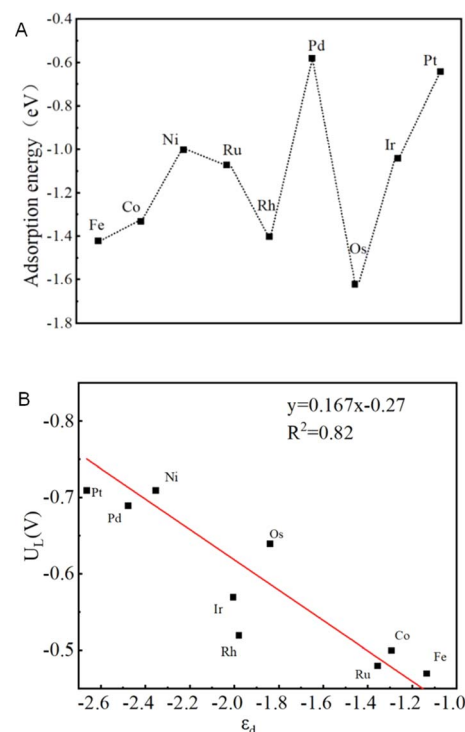 A
Adsorption energy (eV)
-0.4
-0.6
-0.8
-1.0
-1.2
-1.4
-1.6
-1.8
Fe
Co
Ni
Ru
Rh
Pd
Os
Ir
Pt
B
U_L(V)
-0.8
-0.7
-0.6
-0.5
y=0.167x-0.27
R²=0.82
Pt
Pd
Ni
Os
Ir
Rh
Ru
Co
Fe
-2.6 -2.4 -2.2 -2.0 -1.8 -1.6 -1.4 -1.2 -1.0
ε_d